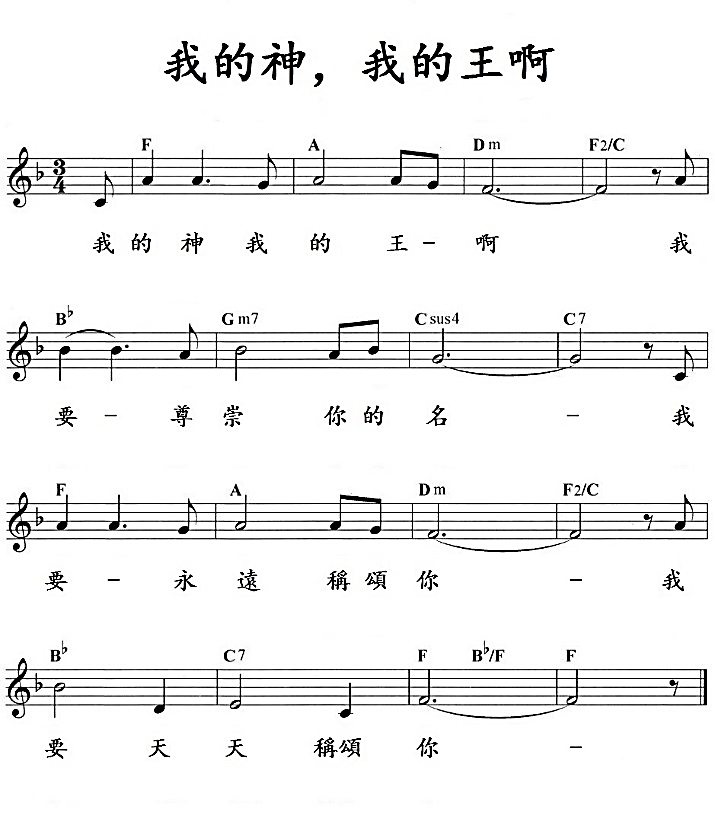 我的神，我的王啊
F A Dm F2/C
3
4
我的神我的王-啊 我
B♭ Gm7 Csus4 C7
要-尊崇你的名-我
F A Dm F2/C
要-永遠稱頌你-我
B♭ C7 F B♭/F F
要天天稱頌你-